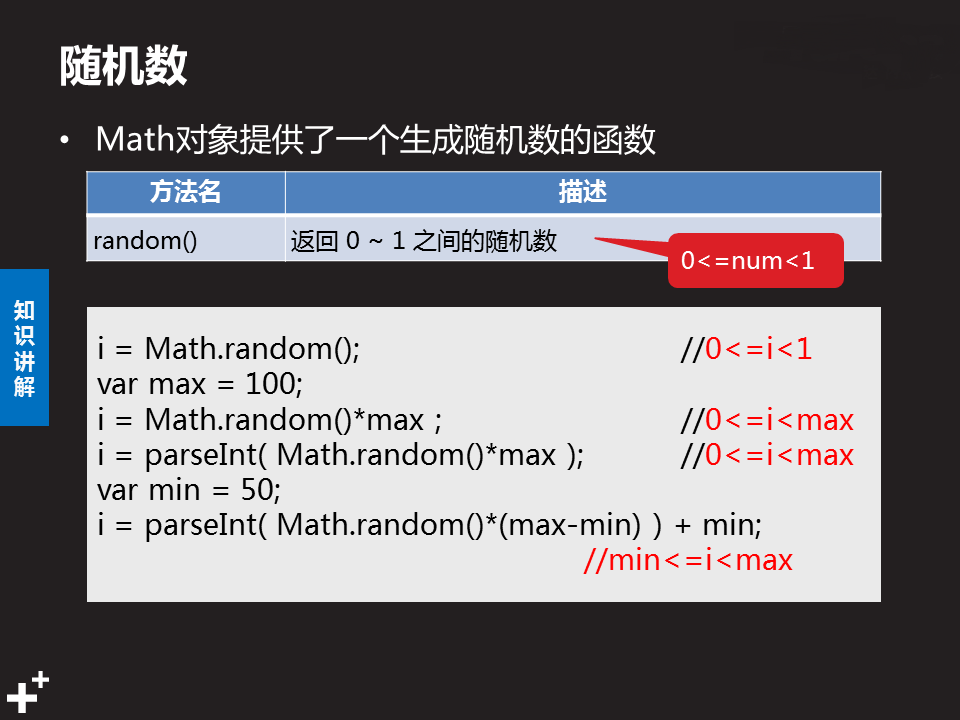 随机数
• Math对象提供了一个生成随机数的函数
方法名 描述
random() 返回 0 ~ 1 之间的随机数
0<=num<1
知识讲解
i = Math.random(); //0<=i<1
var max = 100;
i = Math.random()*max ; //0<=i<max
i = parseInt( Math.random()*max ); //0<=i<max
var min = 50;
i = parseInt( Math.random()*(max-min) ) + min;
//min<=i<max